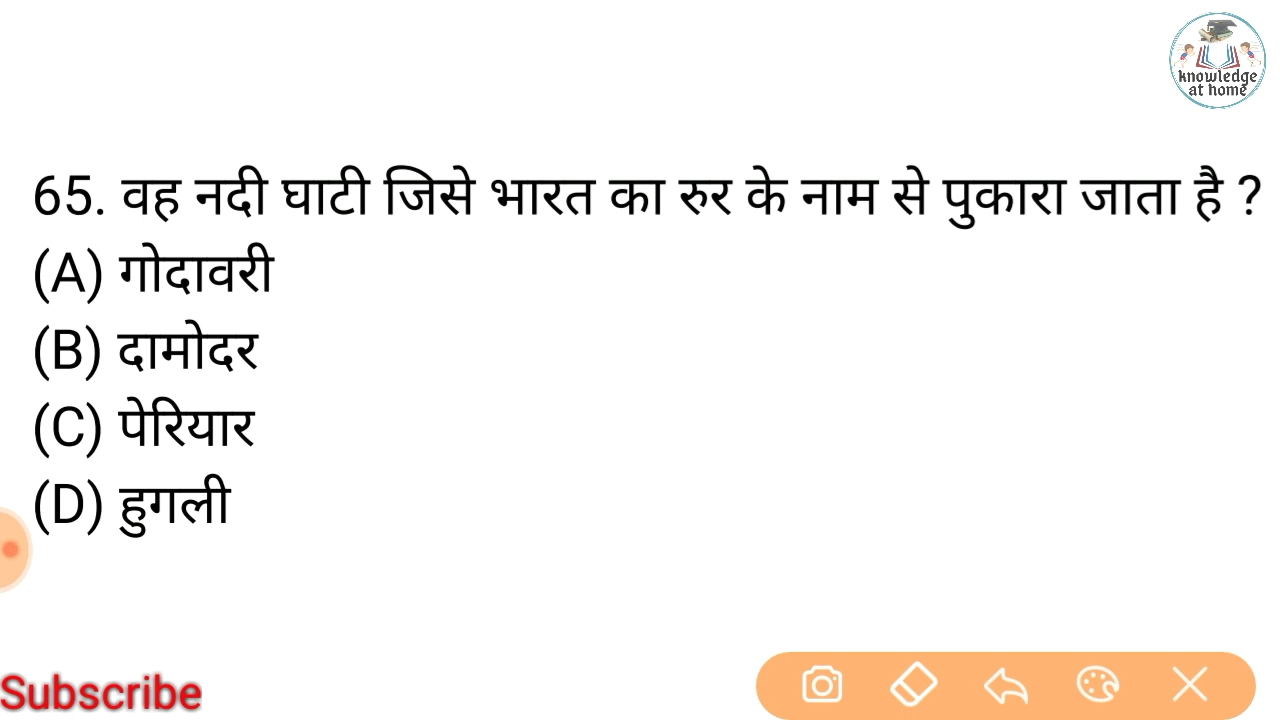 knowledge
at home
65. वह नदी घाटी जिसे भारत का रुर के नाम से पुकारा जाता है ?
(A) गोदावरी
(B) दामोदर
(C) पेरियार
(D) हुगली
Subscribe